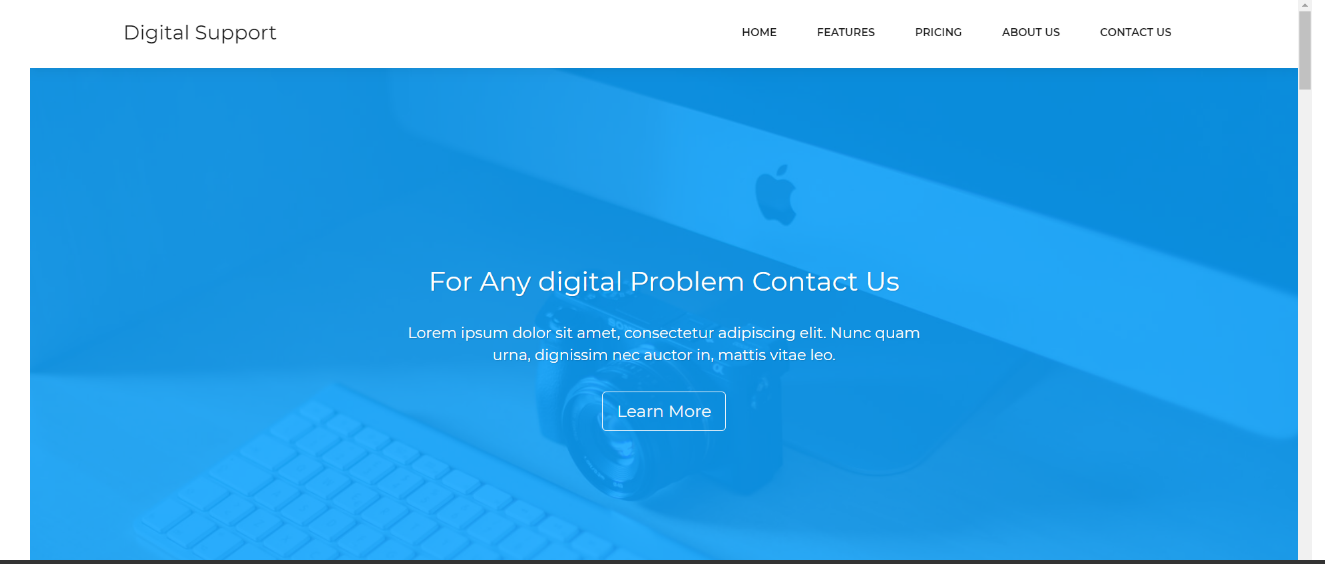 Digital Support
HOME FEATURES PRICING ABOUT US CONTACT US
For Any digital Problem Contact Us
Lorem ipsum dolor sit amet, consectetur adipiscing elit. Nunc quam
urna, dignissim nec auctor in, mattis vitae leo.
Learn More